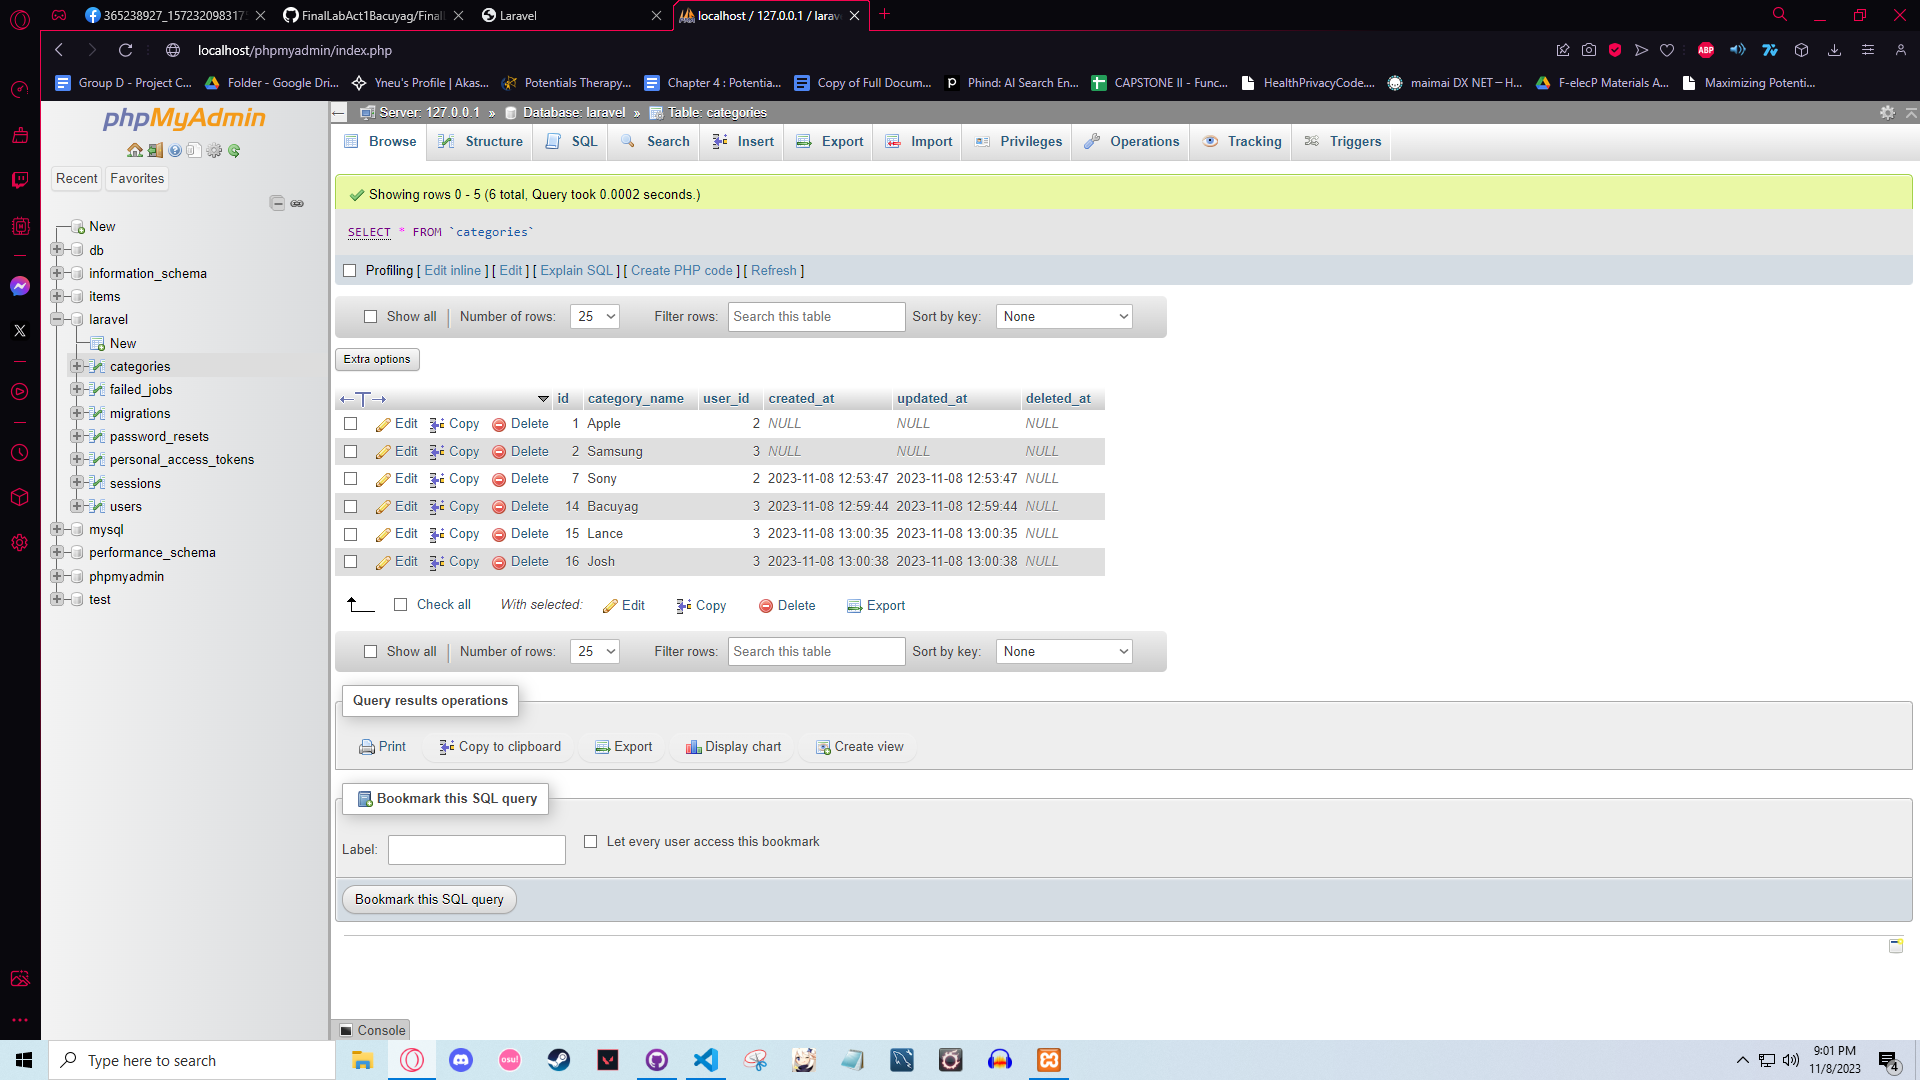 365238927_15723209831
FinalLabAct1Bacuyag/Final
Laravel
localhost / 127.0.0.1 / larav
localhost/phpmyadmin/index.php
ABP
Group D - Project C...
Folder - Google Dri...
Yneu's Profile | Akas...
Potentials Therapy...
Chapter 4 : Potentia...
Copy of Full Docum...
Phind: AI Search En...
CAPSTONE II - Func...
HealthPrivacyCode....
maimai DX NET－H...
F-elecP Materials A...
Maximizing Potenti...
phpMyAdmin
Recent
Favorites
New
db
information_schema
items
laravel
New
categories
failed_jobs
migrations
password_resets
personal_access_tokens
sessions
users
mysql
performance_schema
phpmyadmin
test
Server: 127.0.0.1 » Database: laravel » Table: categories
Browse Structure SQL Search Insert Export Import Privileges Operations Tracking Triggers
Showing rows 0 - 5 (6 total, Query took 0.0002 seconds.)
SELECT * FROM `categories`
Profiling [ Edit inline ] [ Edit ] [ Explain SQL ] [ Create PHP code ] [ Refresh ]
Show all Number of rows: 25 Filter rows: Search this table Sort by key: None
Extra options
id category_name user_id created_at updated_at deleted_at
Edit Copy Delete 1 Apple 2 NULL NULL NULL
Edit Copy Delete 2 Samsung 3 NULL NULL NULL
Edit Copy Delete 7 Sony 2 2023-11-08 12:53:47 2023-11-08 12:53:47 NULL
Edit Copy Delete 14 Bacuyag 3 2023-11-08 12:59:44 2023-11-08 12:59:44 NULL
Edit Copy Delete 15 Lance 3 2023-11-08 13:00:35 2023-11-08 13:00:35 NULL
Edit Copy Delete 16 Josh 3 2023-11-08 13:00:38 2023-11-08 13:00:38 NULL
Check all With selected: Edit Copy Delete Export
Show all Number of rows: 25 Filter rows: Search this table Sort by key: None
Query results operations
Print Copy to clipboard Export Display chart Create view
Bookmark this SQL query
Label: Let every user access this bookmark
Bookmark this SQL query
Console
Type here to search
osu!
9:01 PM
11/8/2023
4